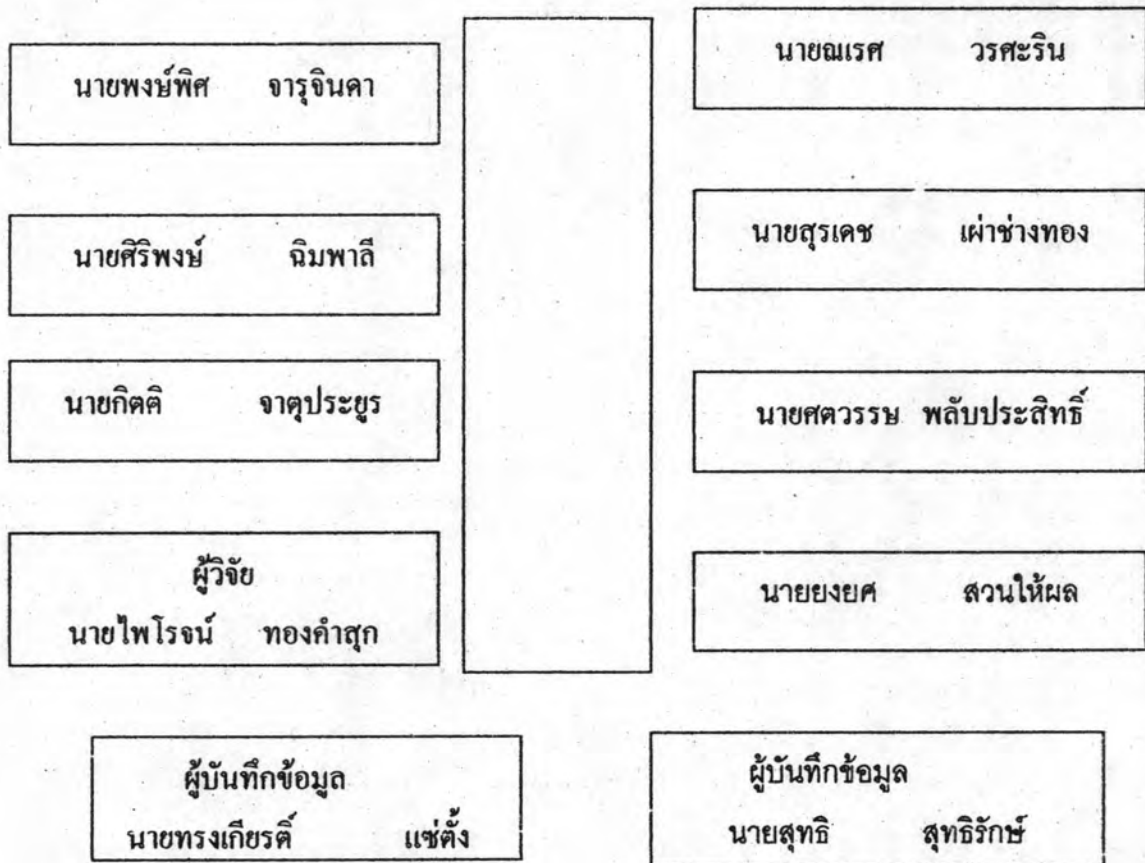 นายพงษ์พิศ จารุจินดา
นายณเรศ วรศะริน
นายศิริพงษ์ ฉิมพาลี
นายสุรเดช เผ่าช่างทอง
นายกิตติ จาตุประยูร
นายศตวรรษ พลับประสิทธิ์
ผู้วิจัย
นายไพโรจน์ ทองคำสุก
นายยงยศ สวนให้ผล
ผู้บันทึกข้อมูล
นายทรงเกียรติ์ แซ่ตั้ง
ผู้บันทึกข้อมูล
นายสุทธิ สุทธิรักษ์